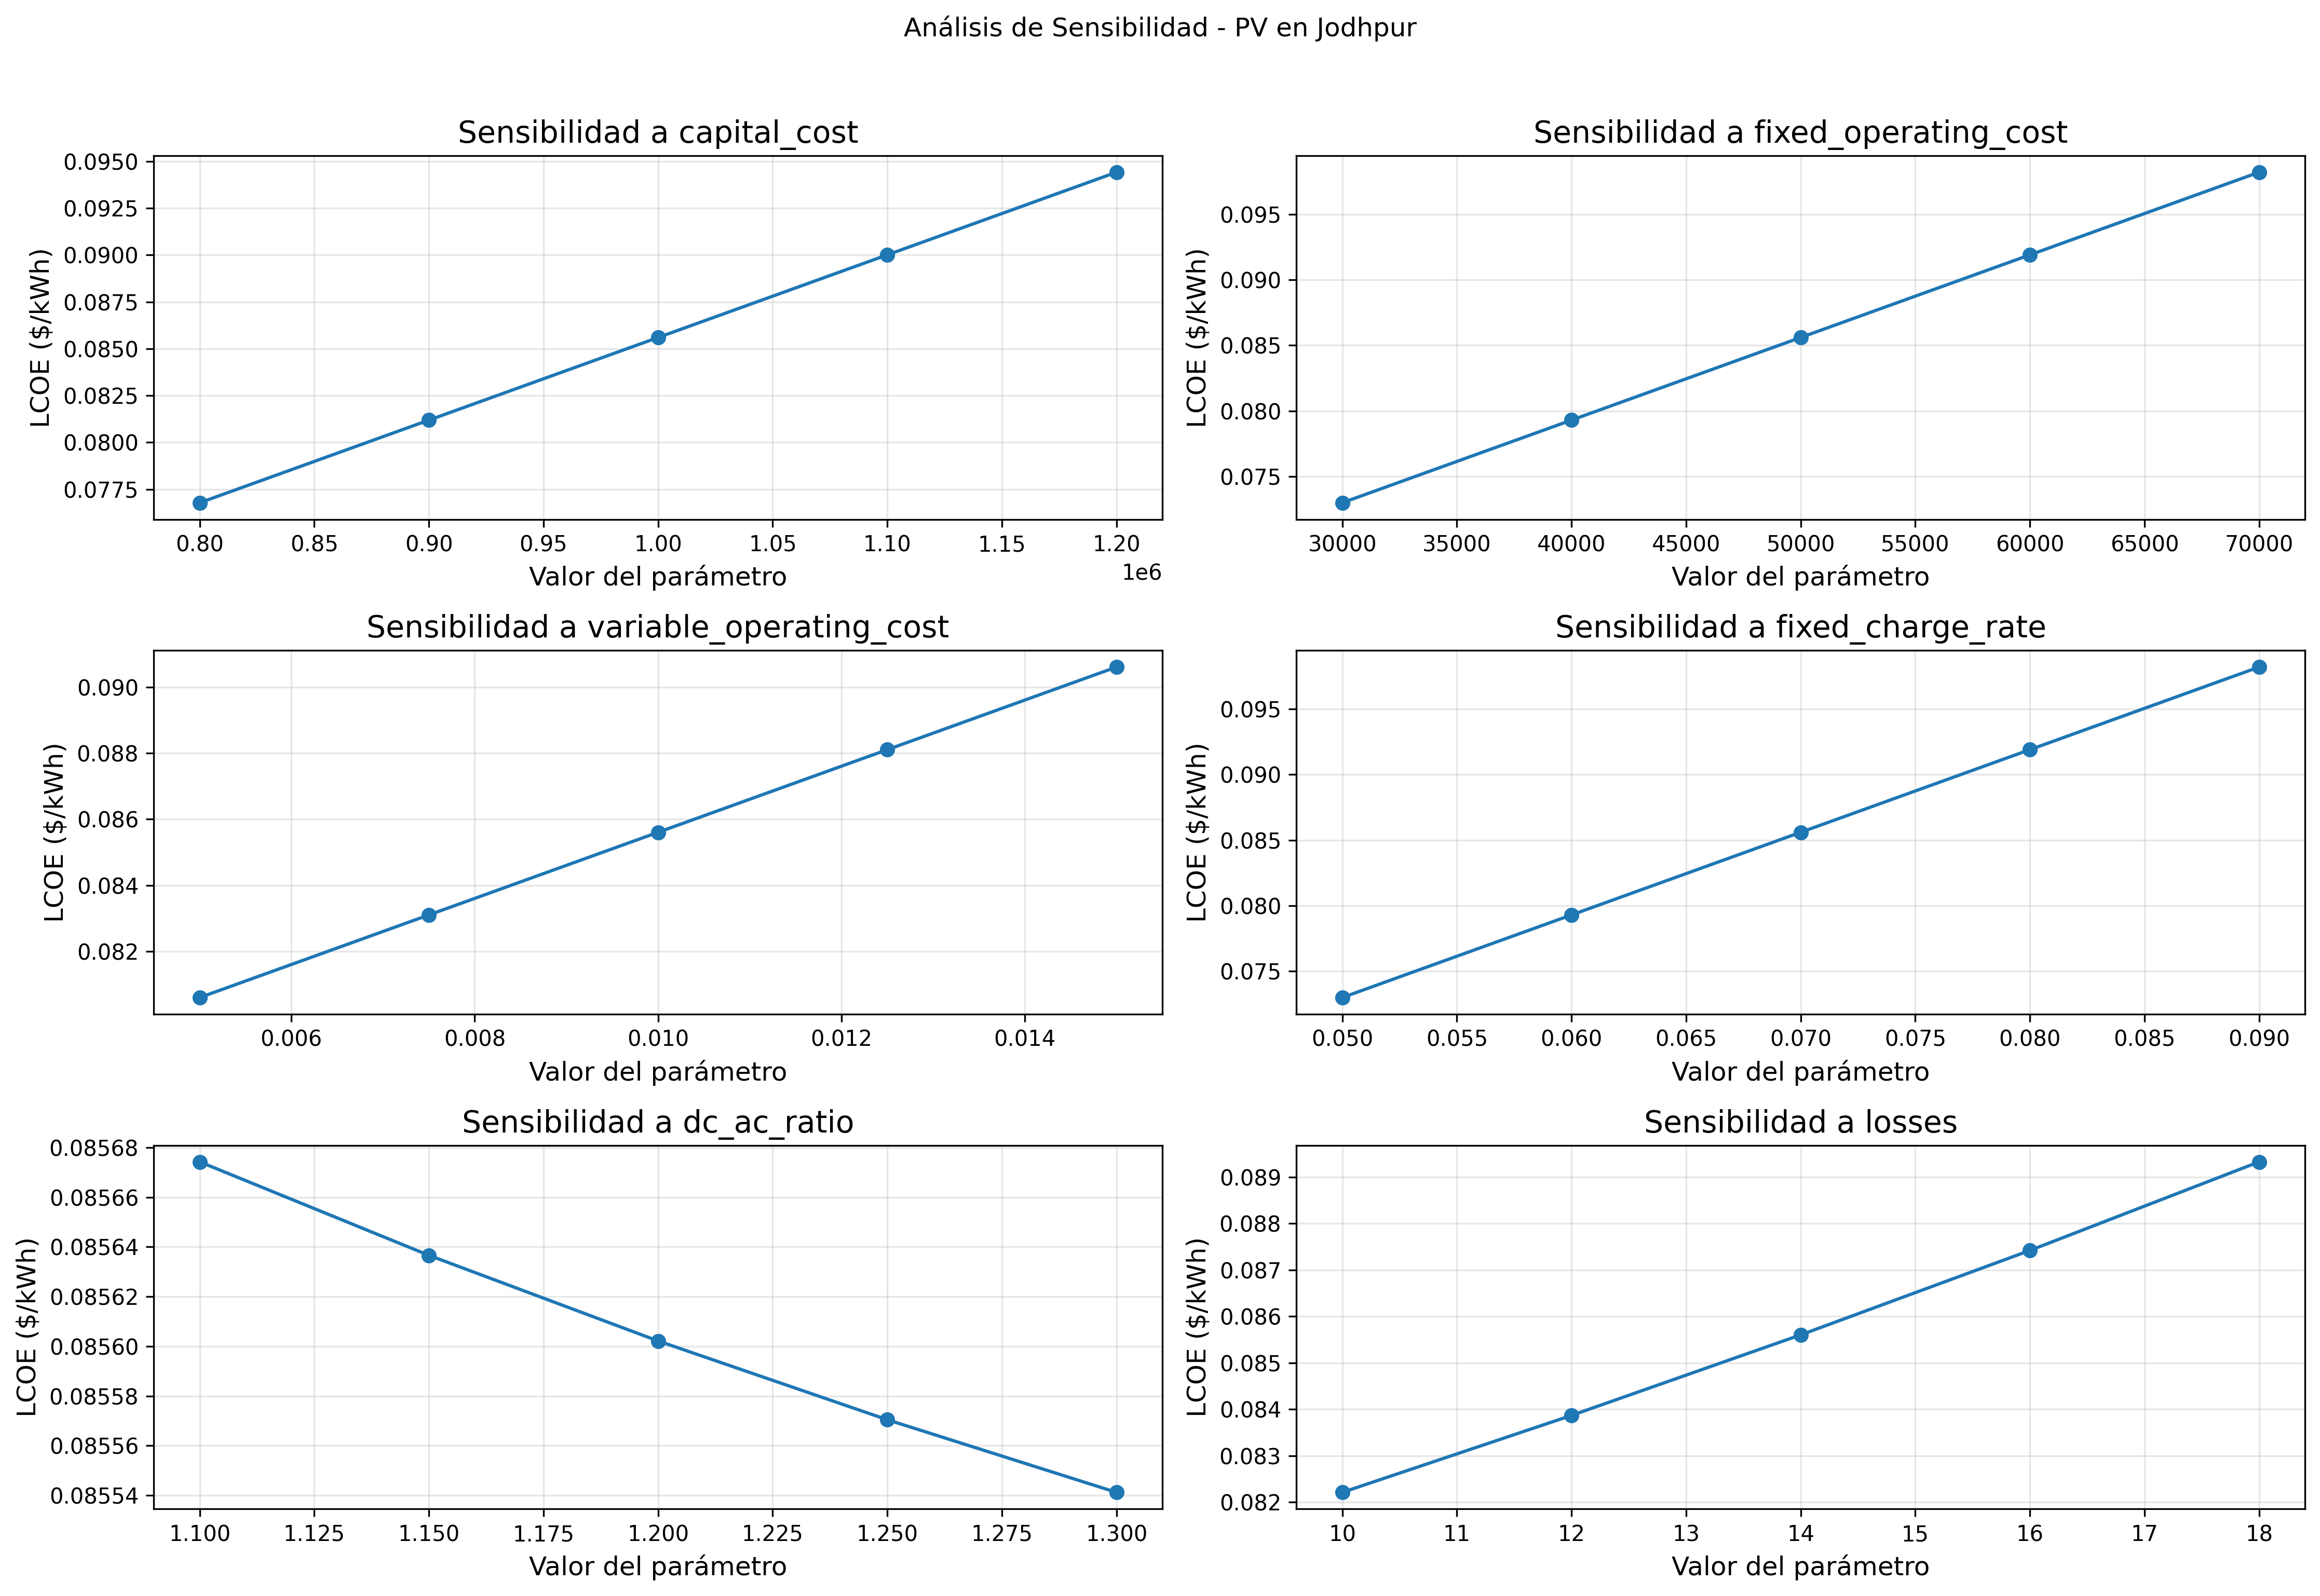 Análisis de Sensibilidad - PV en Jodhpur
Sensibilidad a capital_cost
LCOE ($/kWh)
0.0950
0.0925
0.0900
0.0875
0.0850
0.0825
0.0800
0.0775
0.80 0.85 0.90 0.95 1.00 1.05 1.10 1.15 1.20
1e6
Valor del parámetro
Sensibilidad a fixed_operating_cost
LCOE ($/kWh)
0.095
0.090
0.085
0.080
0.075
30000 35000 40000 45000 50000 55000 60000 65000 70000
Valor del parámetro
Sensibilidad a variable_operating_cost
LCOE ($/kWh)
0.090
0.088
0.086
0.084
0.082
0.006 0.008 0.010 0.012 0.014
Valor del parámetro
Sensibilidad a fixed_charge_rate
LCOE ($/kWh)
0.095
0.090
0.085
0.080
0.075
0.050 0.055 0.060 0.065 0.070 0.075 0.080 0.085 0.090
Valor del parámetro
Sensibilidad a dc_ac_ratio
LCOE ($/kWh)
0.08568
0.08566
0.08564
0.08562
0.08560
0.08558
0.08556
0.08554
1.100 1.125 1.150 1.175 1.200 1.225 1.250 1.275 1.300
Valor del parámetro
Sensibilidad a losses
LCOE ($/kWh)
0.089
0.088
0.087
0.086
0.085
0.084
0.083
0.082
10 11 12 13 14 15 16 17 18
Valor del parámetro